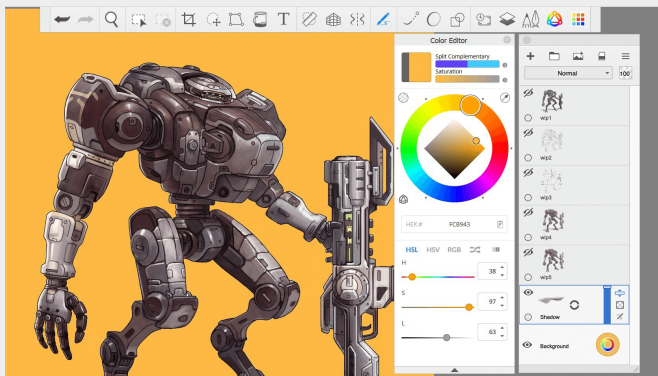 T
Color Editor
Split Complementary
Saturation
HEX #
FCB943
HSL
HSV
RGB
H
38
S
97
L
63
Normal
100
wip1
wip2
wip3
wip4
wip5
Shadow
Background